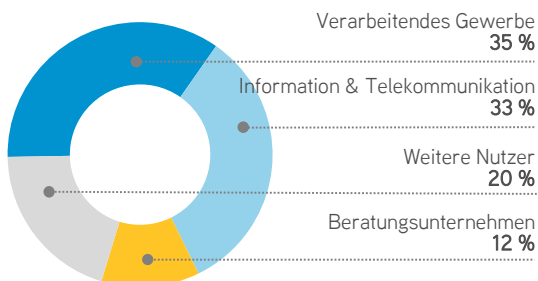 Verarbeitendes Gewerbe
35 %
Information & Telekommunikation
33 %
Weitere Nutzer
20 %
Beratungsunternehmen
12 %